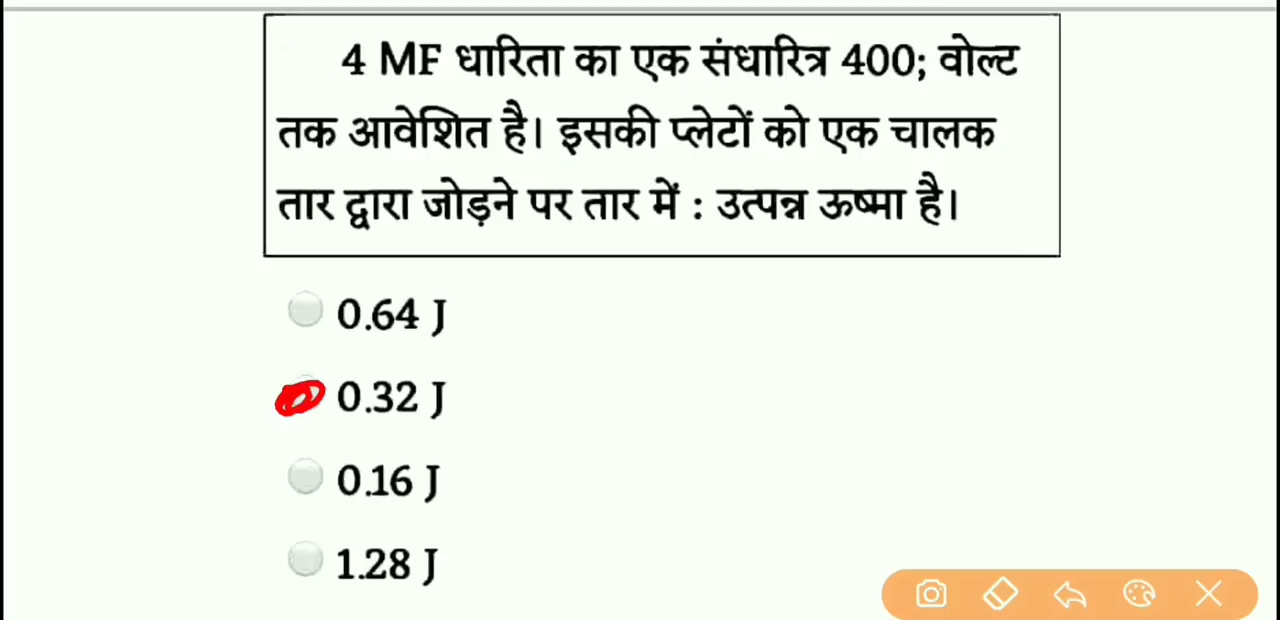 4 MF धारिता का एक संधारित्र 400; वोल्ट
तक आवेशित है। इसकी प्लेटों को एक चालक
तार द्वारा जोड़ने पर तार में : उत्पन्न ऊष्मा है।
0.64 J
0.32 J
0.16 J
1.28 J